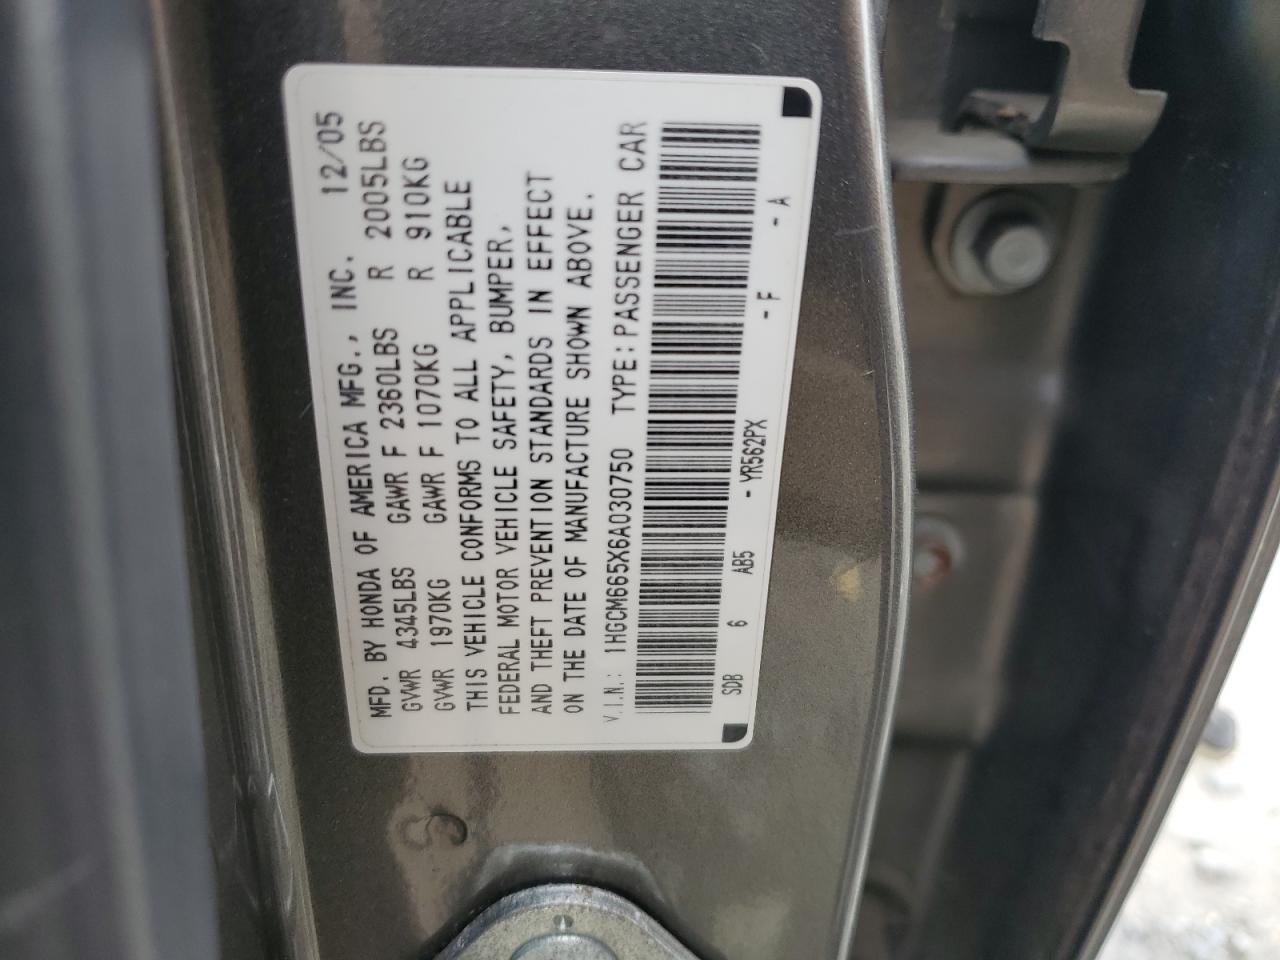 MFD. BY HONDA OF AMERICA MFG., INC. 12/05
GVWR 4345LBS GAWR F 2360LBS R 2005LBS
GVWR 1970KG GAWR F 1070KG R 910KG
THIS VEHICLE CONFORMS TO ALL APPLICABLE
FEDERAL MOTOR VEHICLE SAFETY, BUMPER,
AND THEFT PREVENTION STANDARDS IN EFFECT
ON THE DATE OF MANUFACTURE SHOWN ABOVE.
V.I.N.: 1HGCM665X6A030750 TYPE:PASSENGER CAR
SDB 6 AB5 - YR562PX - F - A
3